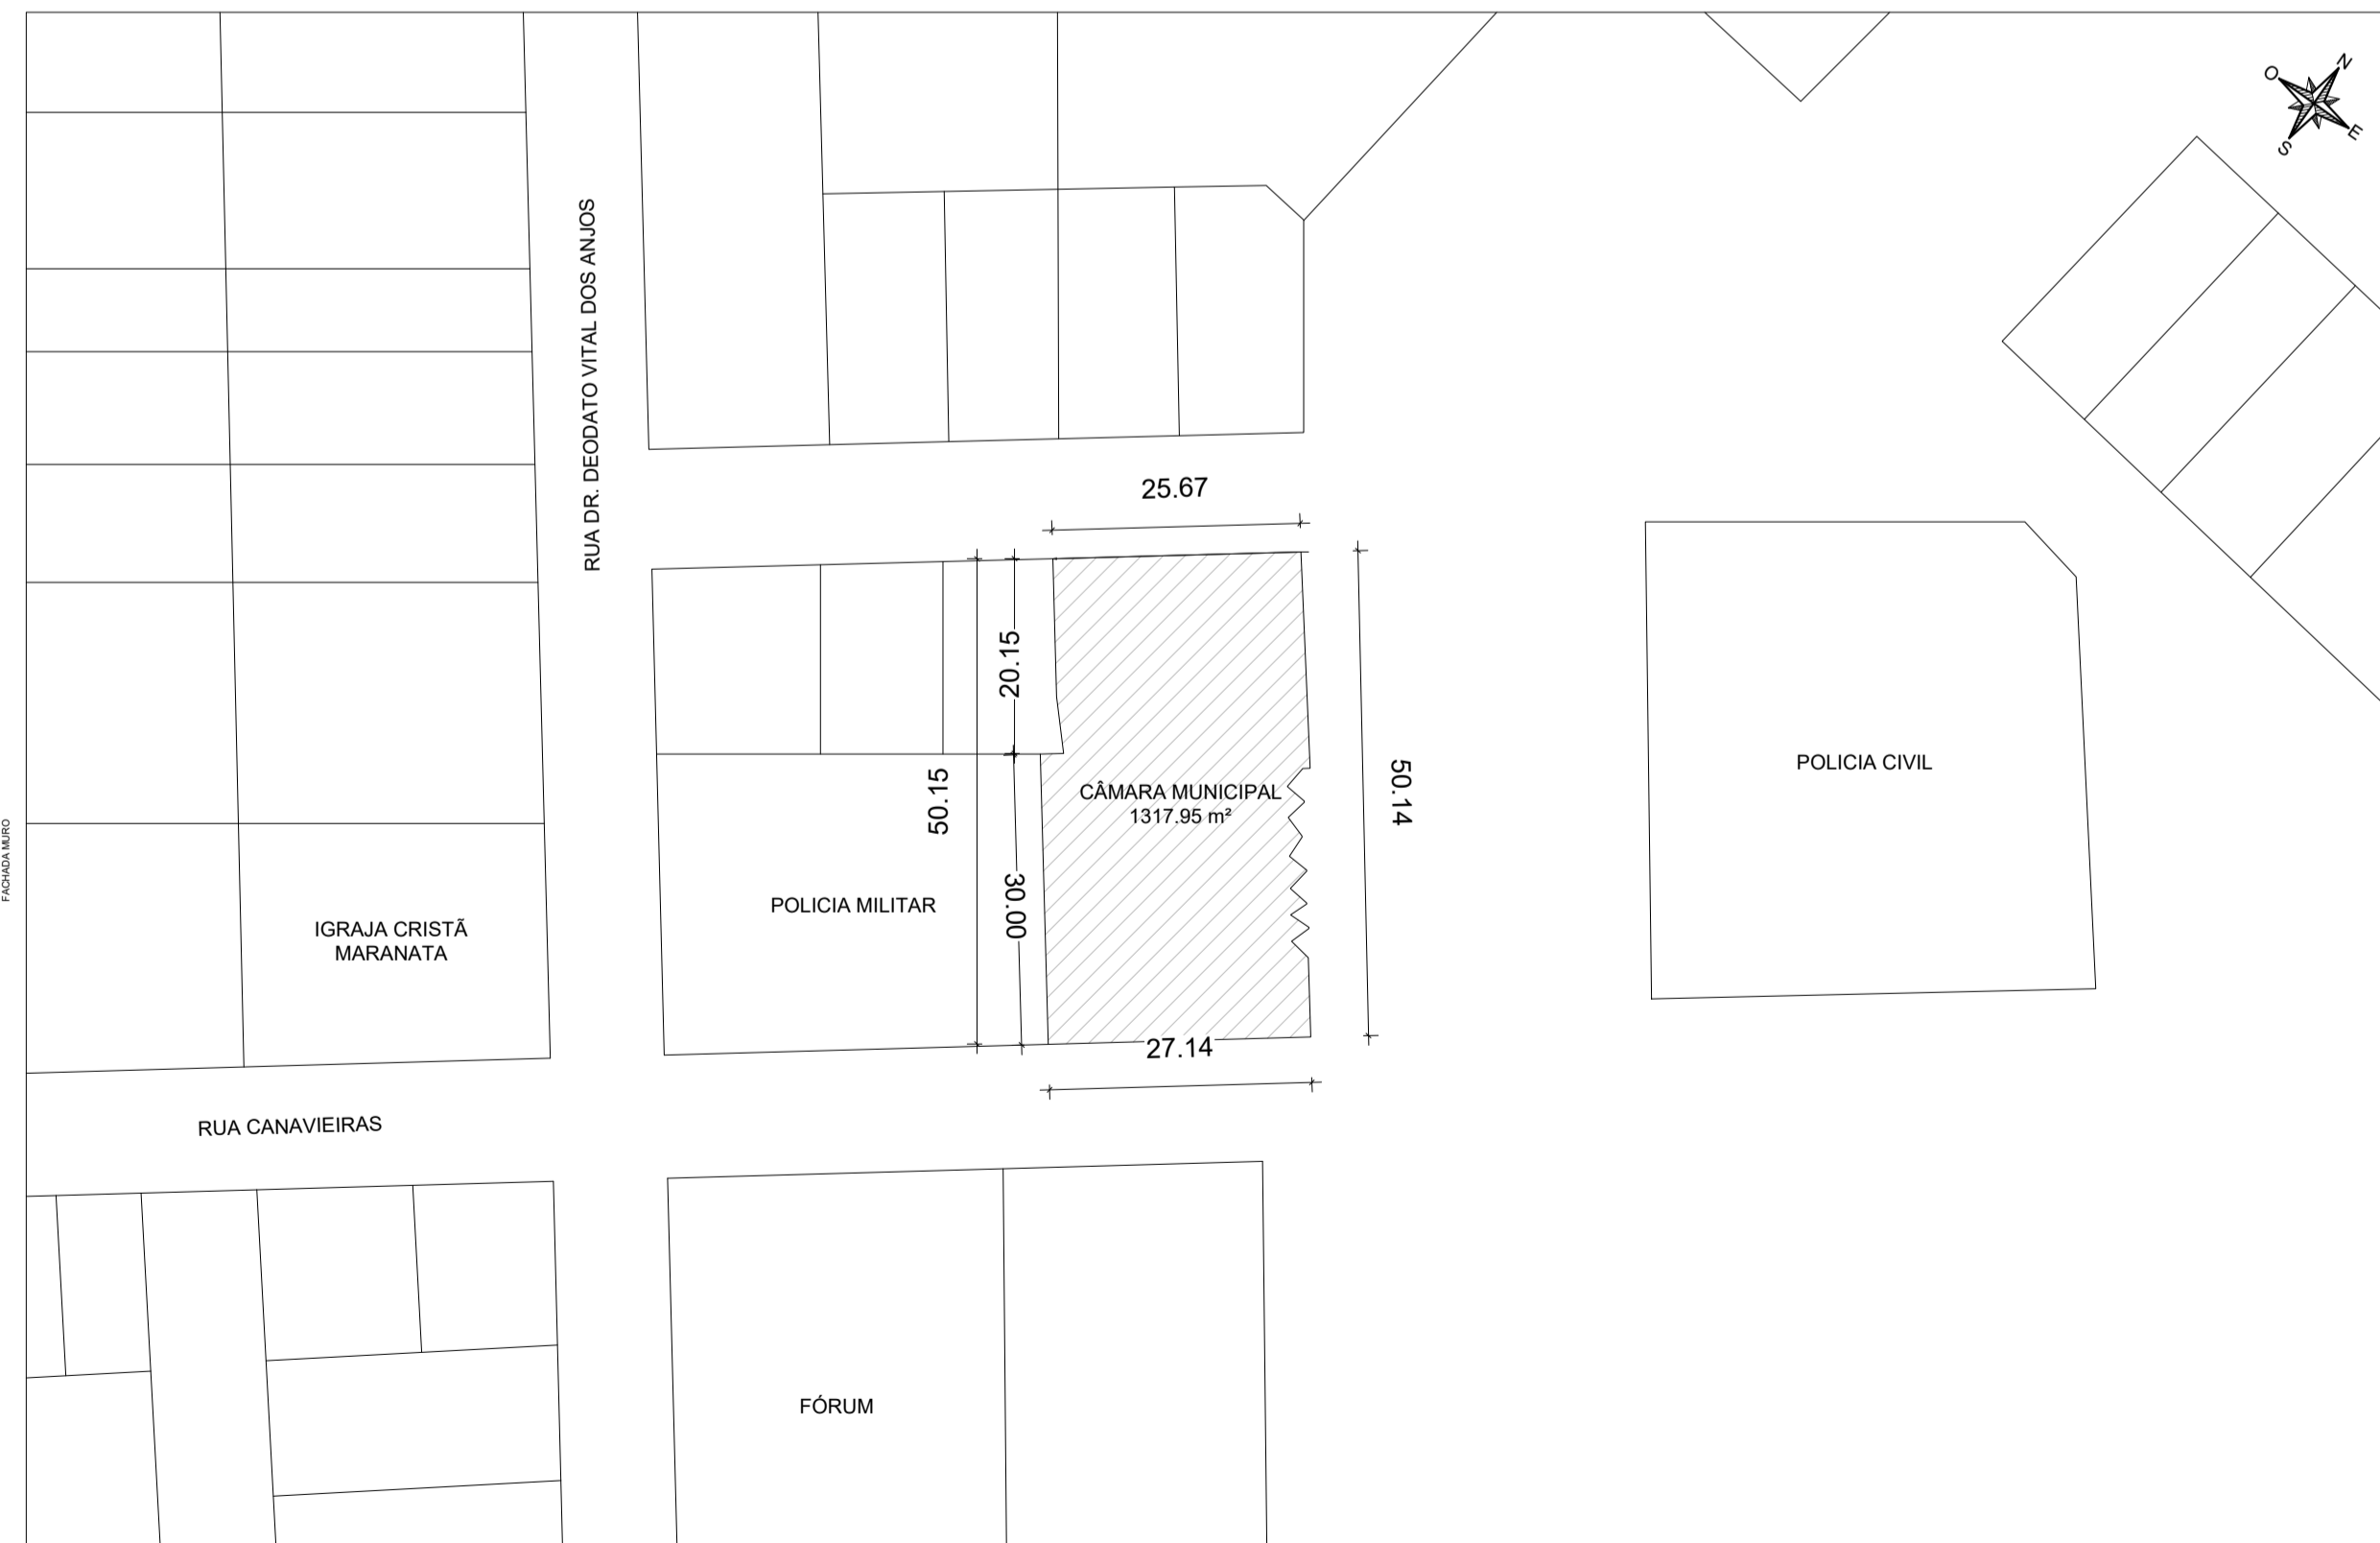 N
O
E
S
RUA DR. DEODATO VITAL DOS ANJOS
25.67
20.15
50.15
30.00
50.14
CÂMARA MUNICIPAL
1317.95 m²
POLICIA CIVIL
FACHADA MURO
POLICIA MILITAR
IGRAJA CRISTÃ
MARANATA
27.14
RUA CANAVIEIRAS
FÓRUM